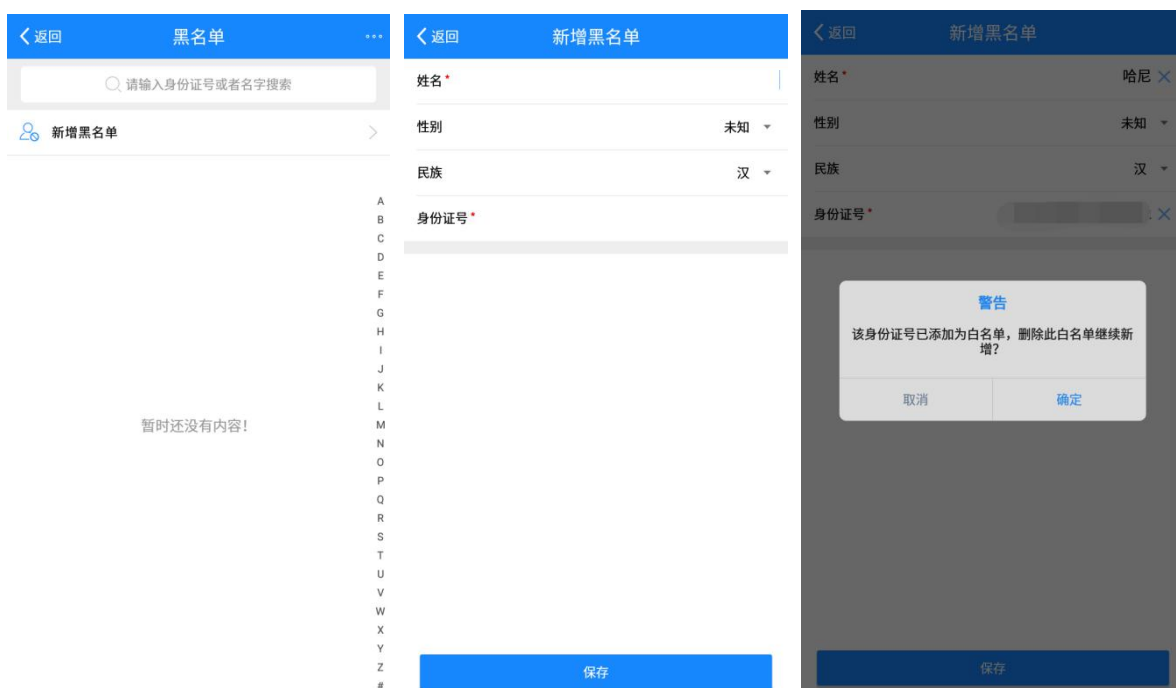 返回
黑名单
请输入身份证号或者名字搜索
新增黑名单
暂时还没有内容！
A
B
C
D
E
F
G
H
I
J
K
L
M
N
O
P
Q
R
S
T
U
V
W
X
Y
Z
#
返回
新增黑名单
姓名*
性别 未知
民族 汉
身份证号*
保存
返回
新增黑名单
姓名* 哈尼
性别 未知
民族 汉
身份证号*
警告
该身份证号已添加为白名单，删除此白名单继续新
增？
取消 确定
保存